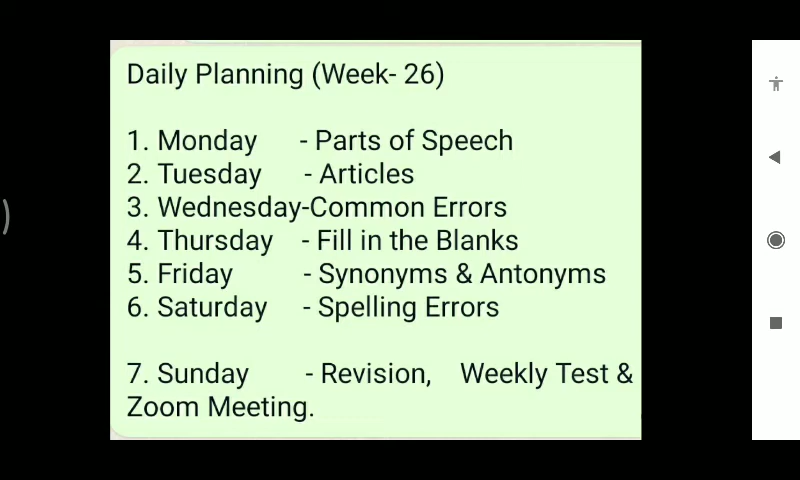 Daily Planning (Week- 26)
1. Monday - Parts of Speech
2. Tuesday - Articles
3. Wednesday-Common Errors
4. Thursday - Fill in the Blanks
5. Friday - Synonyms & Antonyms
6. Saturday - Spelling Errors
7. Sunday - Revision, Weekly Test &
Zoom Meeting.